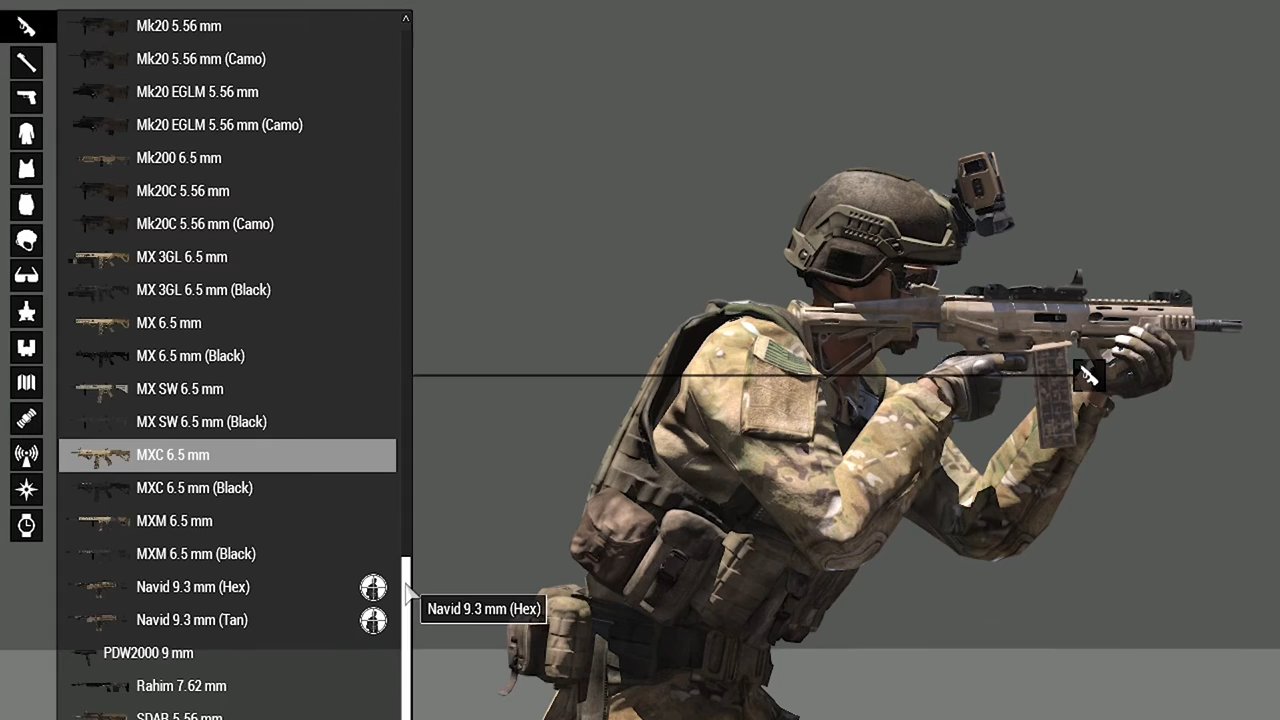 Mk20 5.56 mm
Mk20 5.56 mm (Camo)
Mk20 EGLM 5.56 mm
Mk20 EGLM 5.56 mm (Camo)
Mk200 6.5 mm
Mk20C 5.56 mm
Mk20C 5.56 mm (Camo)
MX 3GL 6.5 mm
MX 3GL 6.5 mm (Black)
MX 6.5 mm
MX 6.5 mm (Black)
MX SW 6.5 mm
MX SW 6.5 mm (Black)
MXC 6.5 mm
MXC 6.5 mm (Black)
MXM 6.5 mm
MXM 6.5 mm (Black)
Navid 9.3 mm (Hex)
Navid 9.3 mm (Hex)
Navid 9.3 mm (Tan)
PDW2000 9 mm
Rahim 7.62 mm
SDAR 5.56 mm